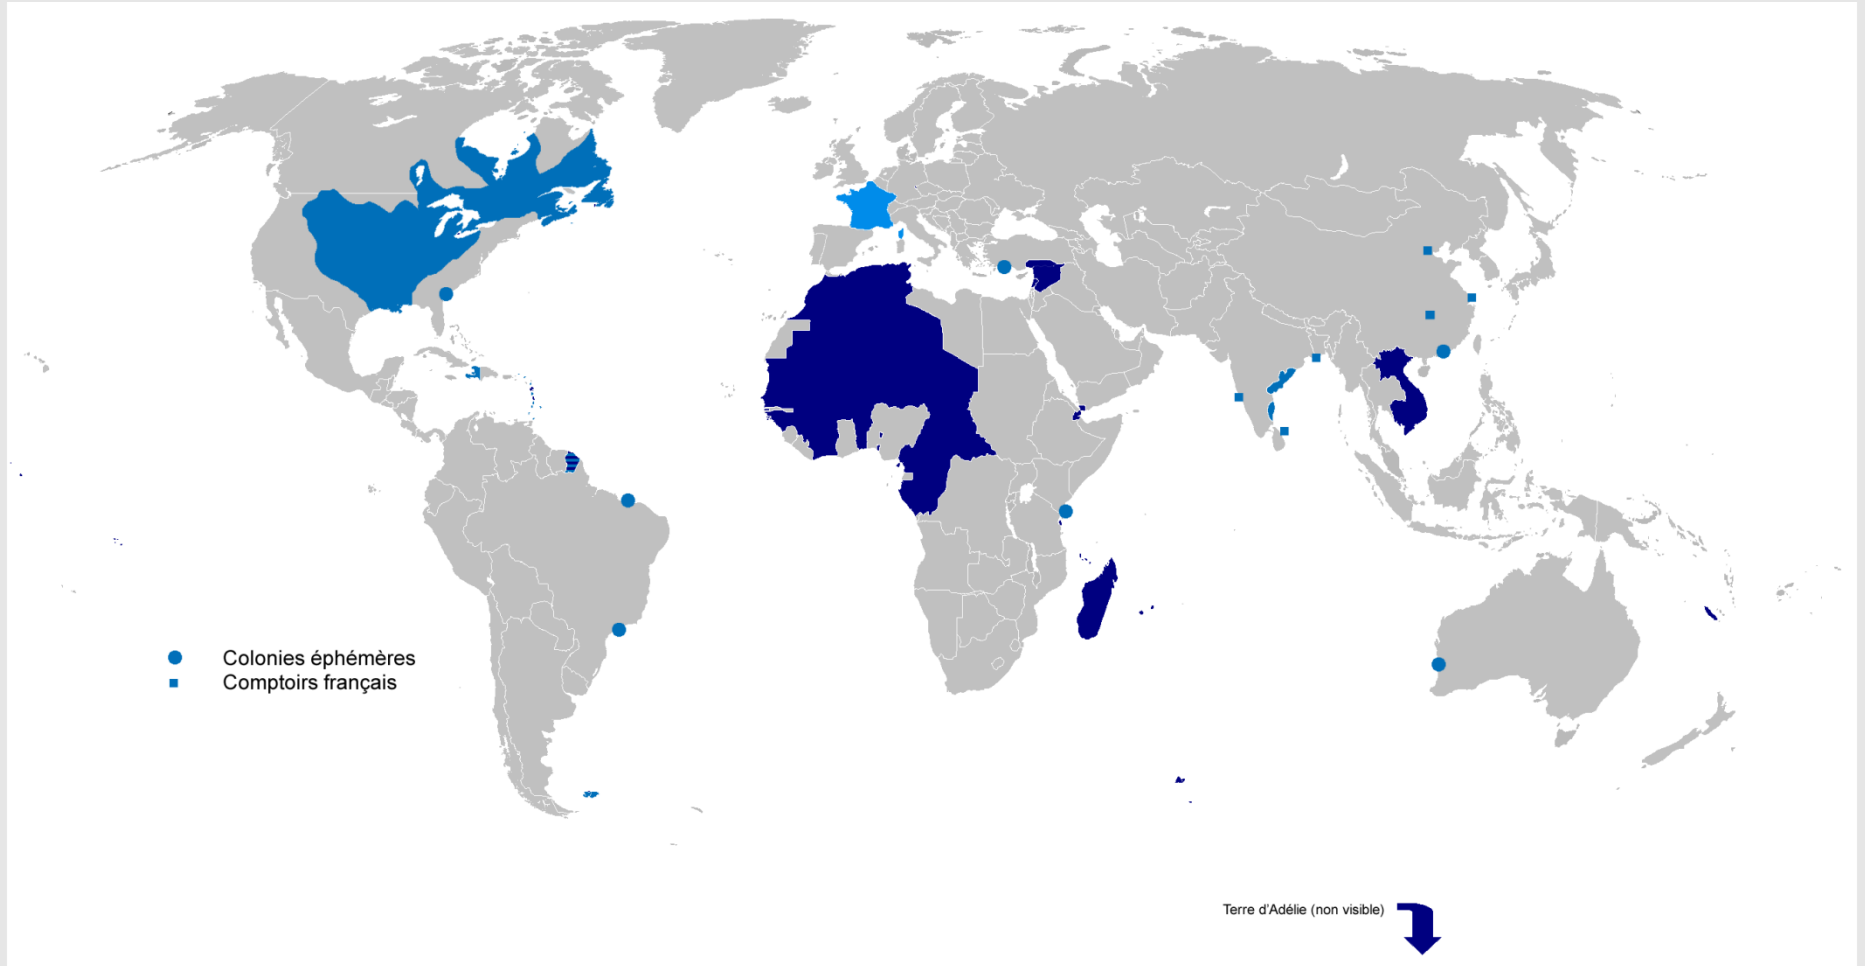 Colonies éphémères
Comptoirs français
Terre d'Adélie (non visible)